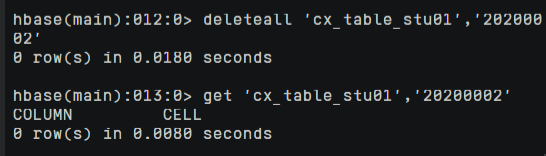 hbase(main):012:0> deleteall 'cx_table_stu01','202000
02'
0 row(s) in 0.0180 seconds
hbase(main):013:0> get 'cx_table_stu01','20200002'
COLUMN CELL
0 row(s) in 0.0080 seconds